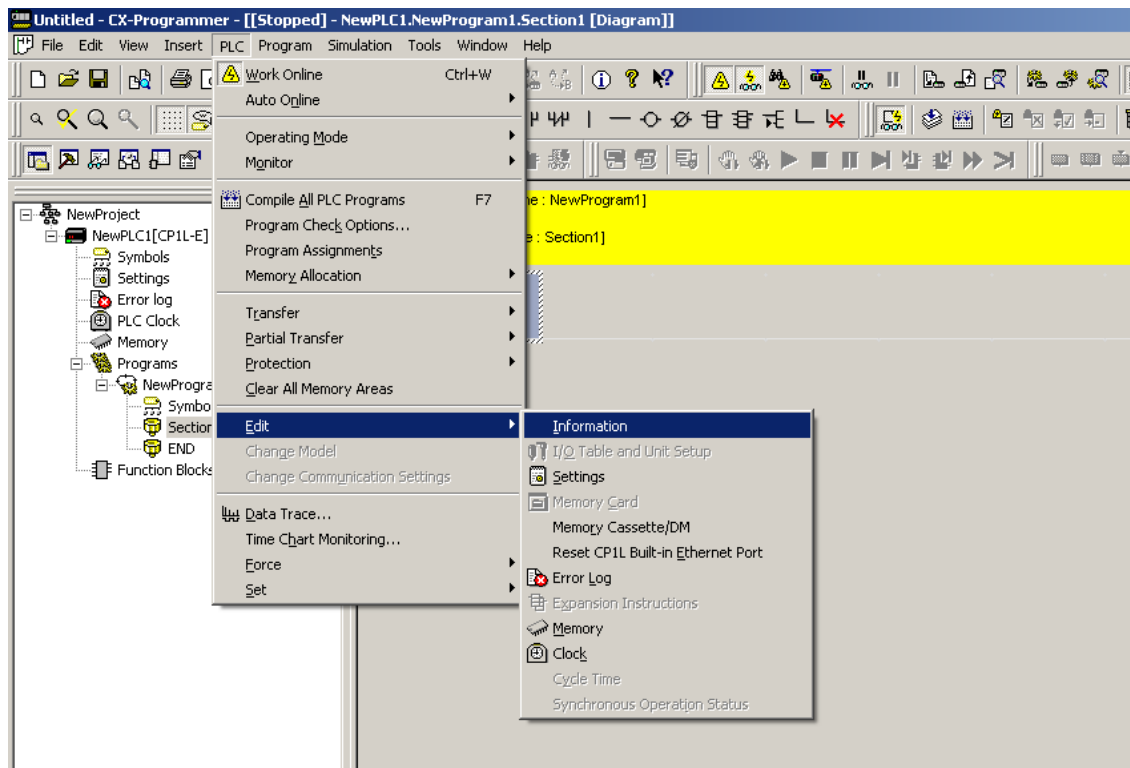 Untitled - CX-Programmer - [[Stopped] - NewPLC1.NewProgram1.Section1 [Diagram]]
File Edit View Insert PLC Program Simulation Tools Window Help
Work Online Ctrl+W
Auto Online
Operating Mode
Monitor
Compile All PLC Programs F7
Program Check Options...
Program Assignments
Memory Allocation
Transfer
Partial Transfer
Protection
Clear All Memory Areas
Edit
Change Model
Change Communication Settings
Data Trace...
Time Chart Monitoring...
Force
Set
Information
I/O Table and Unit Setup
Settings
Memory Card
Memory Cassette/DM
Reset CP1L Built-in Ethernet Port
Error Log
Expansion Instructions
Memory
Clock
Cycle Time
Synchronous Operation Status
NewProject
NewPLC1[CP1L-E]
Symbols
Settings
Error log
PLC Clock
Memory
Programs
NewProgra
Symbo
Section
END
Function Blocks
e : NewProgram1]
e : Section1]